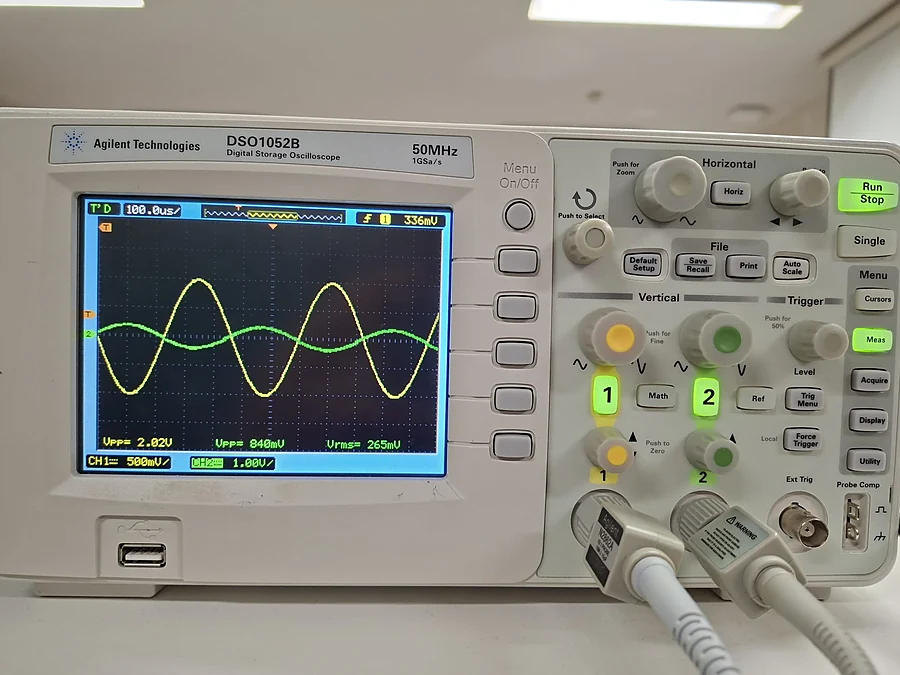 Agilent Technologies
DSO1052B
Digital Storage Oscilloscope
50MHz
1GSa/s
Menu
On/Off
T'D
100.0us/
T
1
336mV
T
T
2
Vpp= 2.02V
Vpp= 840mV
Vrms= 265mV
CH1 500mV/
CH2 1.00V/
Push to Select
Push for
Zoom
Horizontal
Horiz
Run
Stop
Single
File
Default
Setup
Save
Recall
Print
Auto
Scale
Menu
Cursors
Meas
Acquire
Display
Utility
Vertical
Push for
Fine
1
Math
2
Ref
Push to
Zero
1
2
Trigger
Push for
50%
Level
Trig
Menu
Local
Force
Trigger
Ext Trig
Probe Comp
Agilent
WARNING